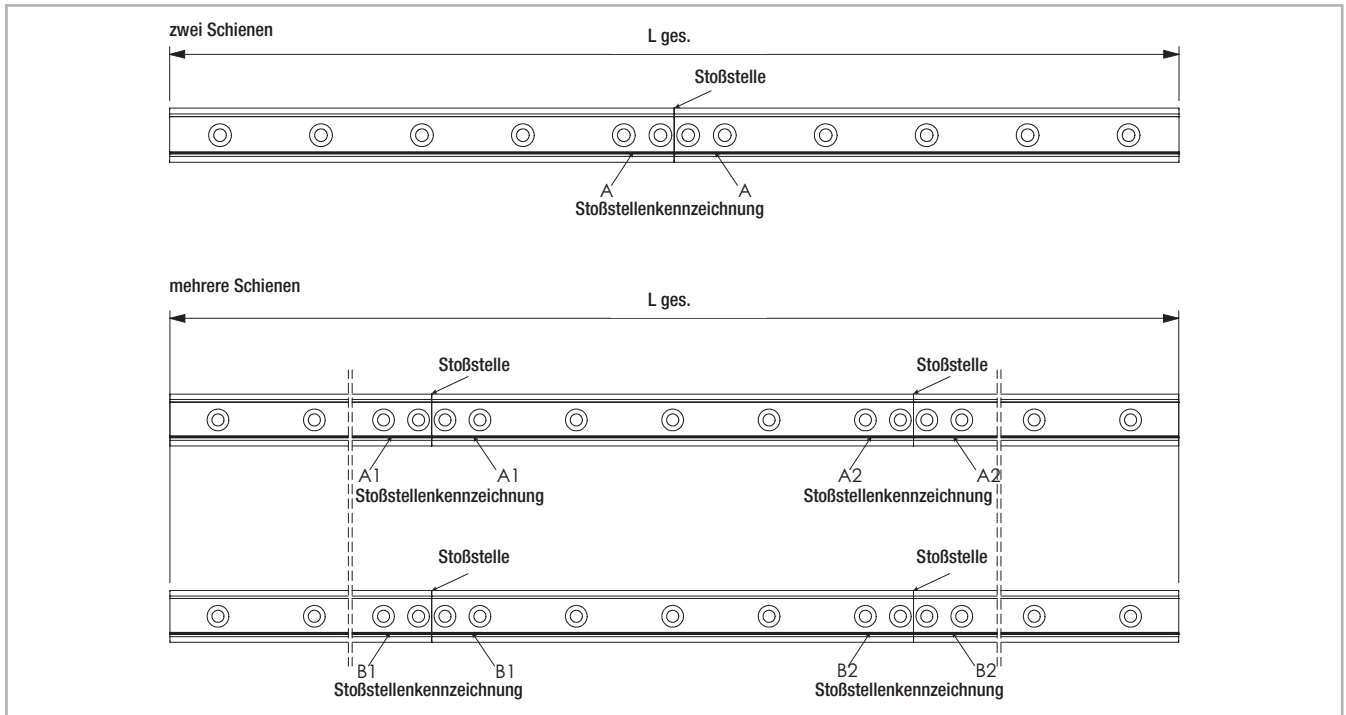 zwei Schienen
L ges.
Stoßstelle
A A
Stoßstellenkennzeichnung
mehrere Schienen
L ges.
Stoßstelle Stoßstelle
A1 A1 A2 A2
Stoßstellenkennzeichnung Stoßstellenkennzeichnung
Stoßstelle Stoßstelle
B1 B1 B2 B2
Stoßstellenkennzeichnung Stoßstellenkennzeichnung